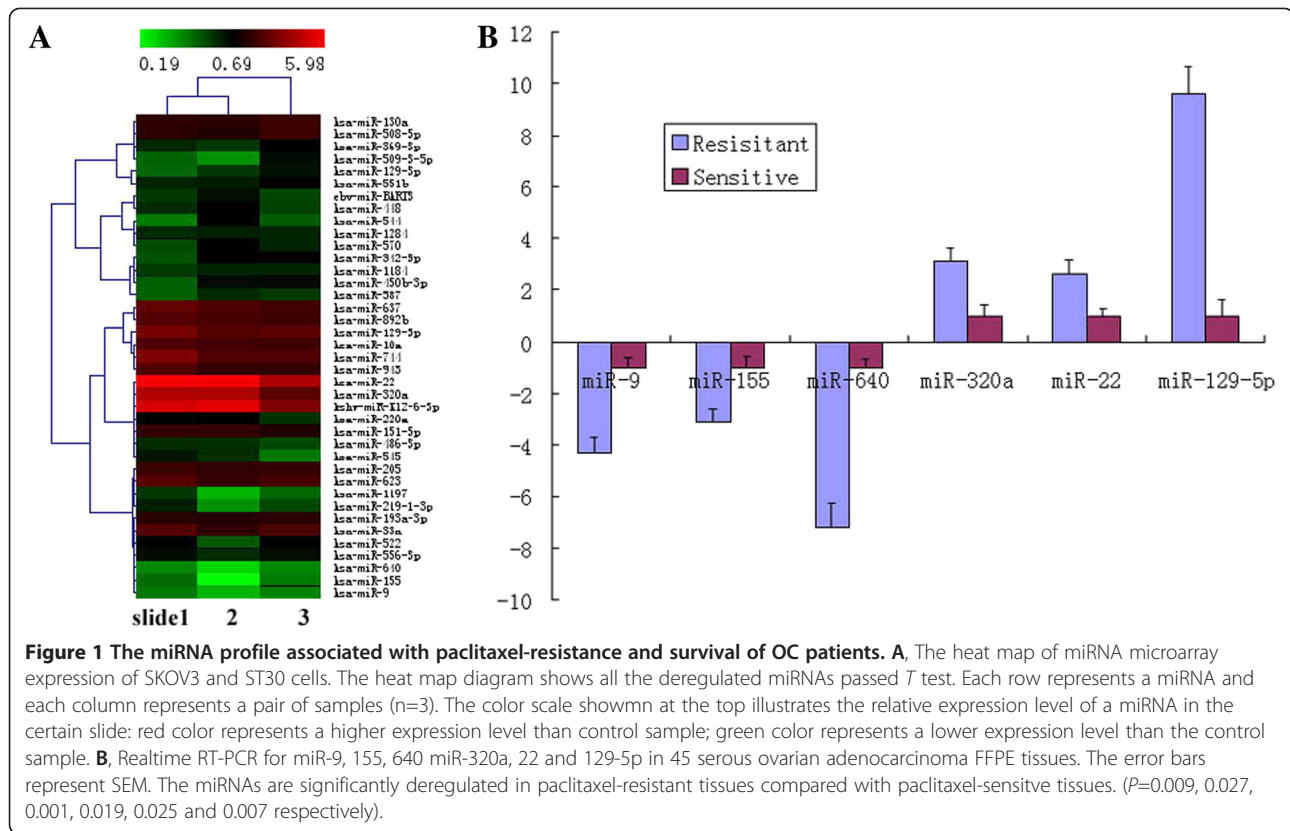 A
0.19 0.69 5.98
hsa-miR-130a
hsa-miR-508-5p
hsa-miR-509-3-5p
hsa-miR-551b
hsa-miR-448
hsa-miR-544
hsa-miR-1284
hsa-miR-570
hsa-miR-1184
hsa-miR-450b-3p
hsa-miR-587
hsa-miR-637
hsa-miR-892b
hsa-miR-129-5p
hsa-miR-10a
hsa-miR-744
hsa-miR-943
hsa-miR-22
hsa-miR-320a
kshv-miR-K12-6-5p
hsa-miR-220a
hsa-miR-151-5p
hsa-miR-486-5p
hsa-miR-545
hsa-miR-205
hsa-miR-623
hsa-miR-1197
hsa-miR-219-1-3p
hsa-miR-193a-3p
hsa-miR-33a
hsa-miR-522
hsa-miR-556-5p
hsa-miR-640
hsa-miR-155
hsa-miR-9
slide1 2 3
B
12
10
8
6
4
2
0
-2
-4
-6
-8
-10
Resisitant
Sensitive
miR-9 miR-155 miR-640 miR-320a miR-22 miR-129-5p
Figure 1 The miRNA profile associated with paclitaxel-resistance and survival of OC patients. A, The heat map of miRNA microarray
expression of SKOV3 and ST30 cells. The heat map diagram shows all the deregulated miRNAs passed T test. Each row represents a miRNA and
each column represents a pair of samples (n=3). The color scale showmn at the top illustrates the relative expression level of a miRNA in the
certain slide: red color represents a higher expression level than control sample; green color represents a lower expression level than the control
sample. B, Realtime RT-PCR for miR-9, 155, 640 miR-320a, 22 and 129-5p in 45 serous ovarian adenocarcinoma FFPE tissues. The error bars
represent SEM. The miRNAs are significantly deregulated in paclitaxel-resistant tissues compared with paclitaxel-sensitve tissues. (P=0.009, 0.027,
0.001, 0.019, 0.025 and 0.007 respectively).